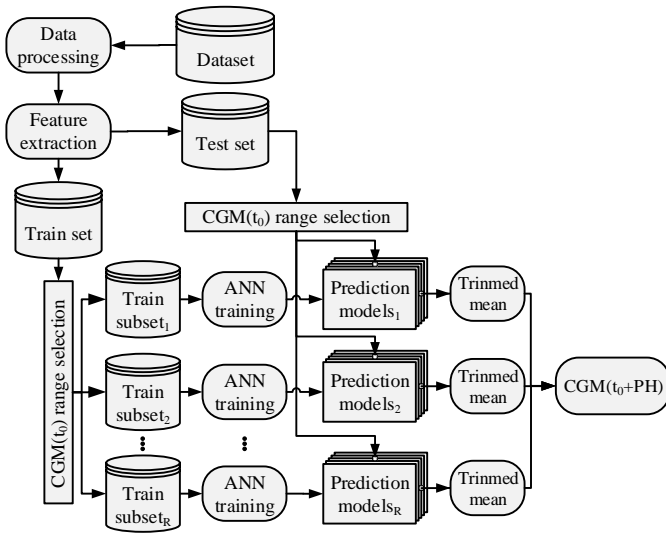 Data
processing
Dataset
Feature
extraction
Test set
Train set
CGM(t₀) range selection
CGM(t₀) range selection
Train
subset₁
ANN
training
Prediction
models₁
Trinmed
mean
Train
subset₂
ANN
training
Prediction
models₂
Trinmed
mean
CGM(t₀+PH)
Train
subset_R
ANN
training
Prediction
models_R
Trinmed
mean